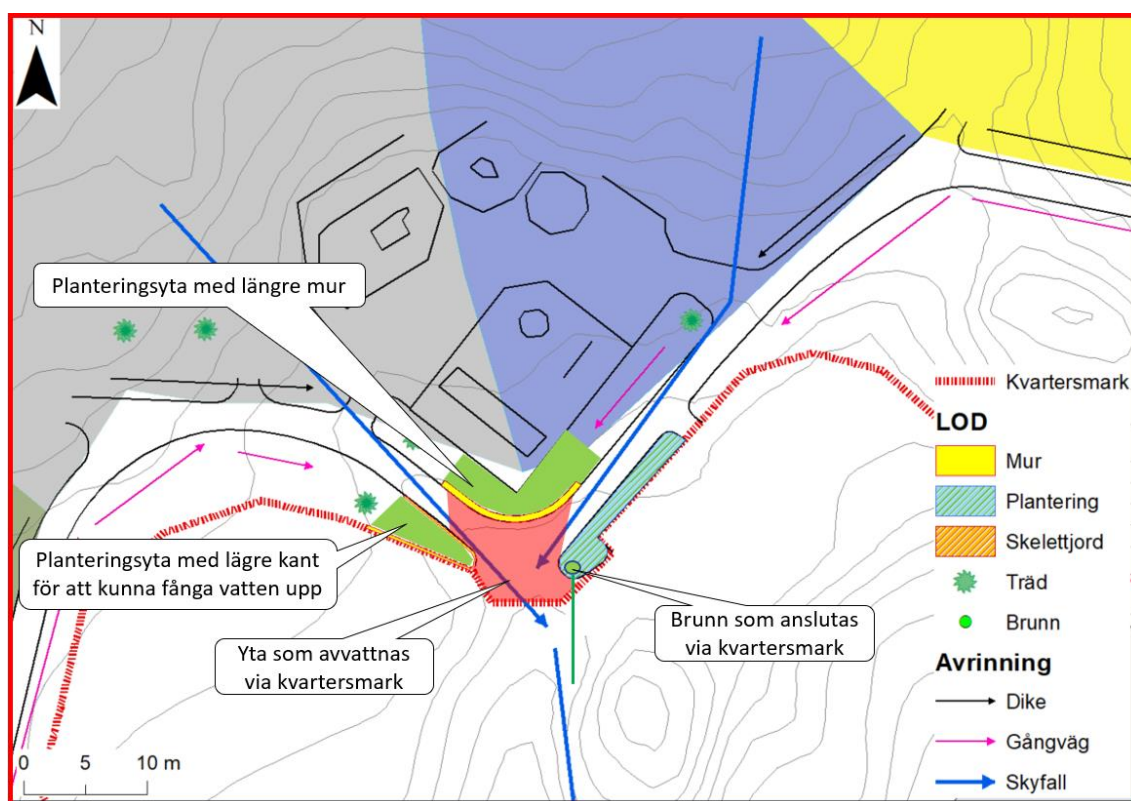 N
Planteringsyta med längre mur
Planteringsyta med lägre kant
för att kunna fånga vatten upp
Yta som avvattnas
via kvartersmark
Brunn som anslutas
via kvartersmark
0 5 10 m
Kvartersmark
LOD
Mur
Plantering
Skelettjord
Träd
Brunn
Avrinning
Dike
Gångväg
Skyfall